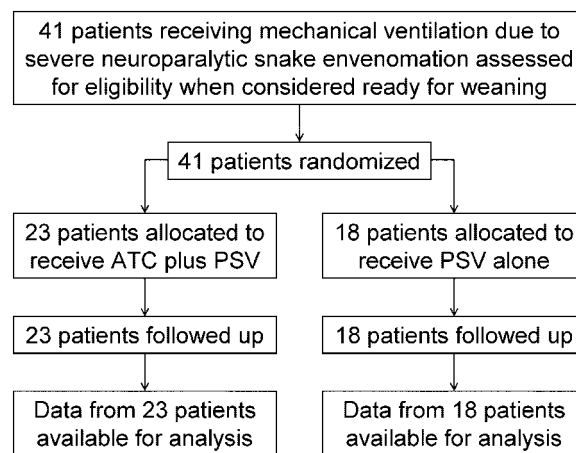 41 patients receiving mechanical ventilation due to
severe neuroparalytic snake envenomation assessed
for eligibility when considered ready for weaning
41 patients randomized
23 patients allocated to
receive ATC plus PSV
18 patients allocated to
receive PSV alone
23 patients followed up
18 patients followed up
Data from 23 patients
available for analysis
Data from 18 patients
available for analysis